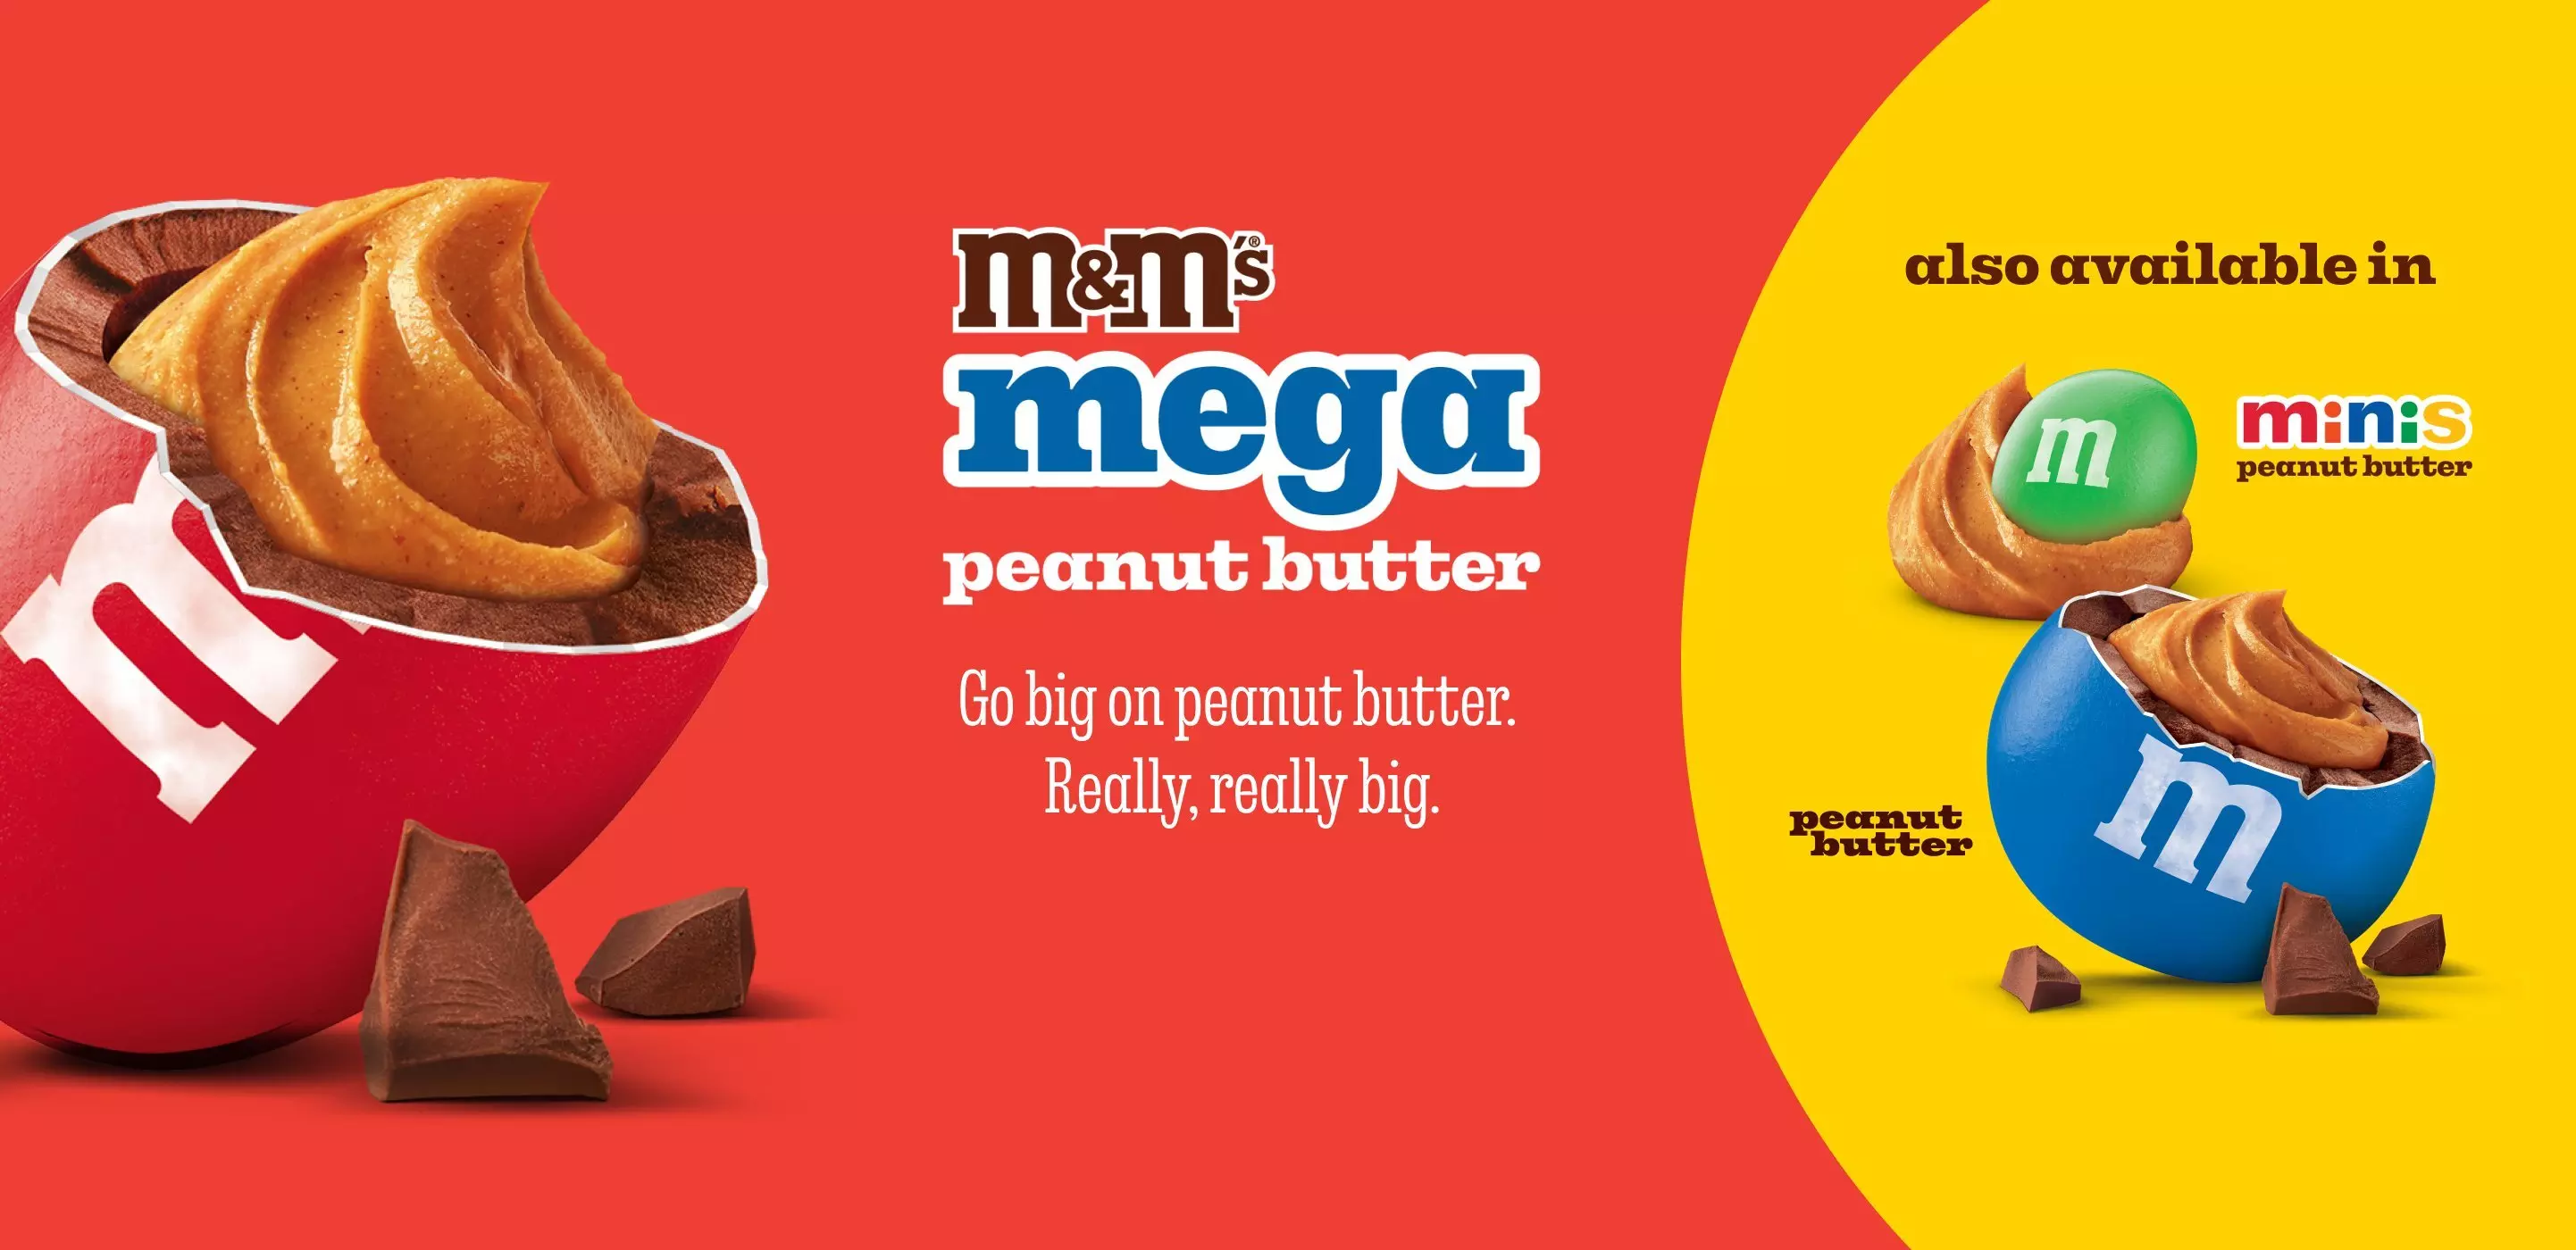 m&m's®
mega
peanut butter
Go big on peanut butter.
Really, really big.
also available in
m
minis
peanut butter
peanut
butter
m
m